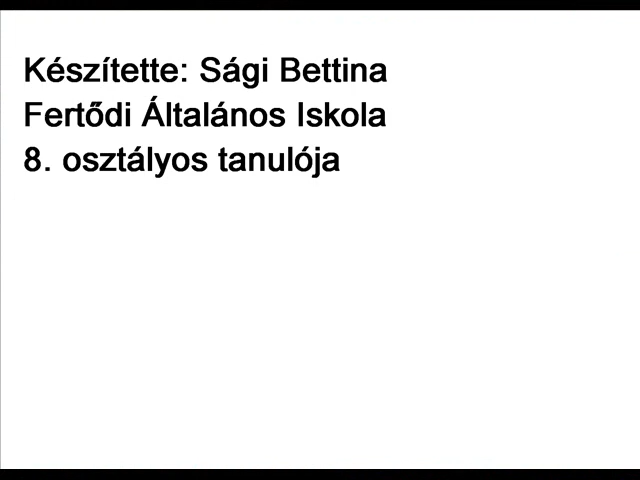 Készítette: Sági Bettina
Fertődi Általános Iskola
8. osztályos tanulója